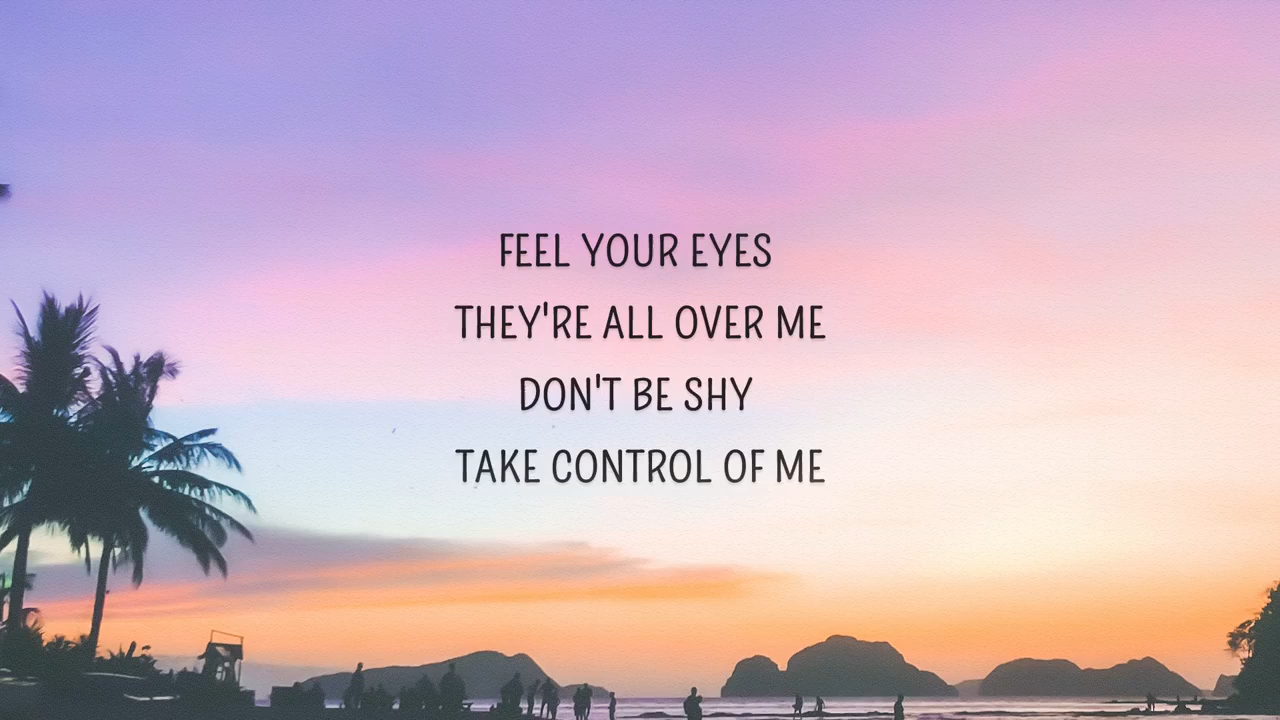 FEEL YOUR EYES
THEY'RE ALL OVER ME
DON'T BE SHY
TAKE CONTROL OF ME